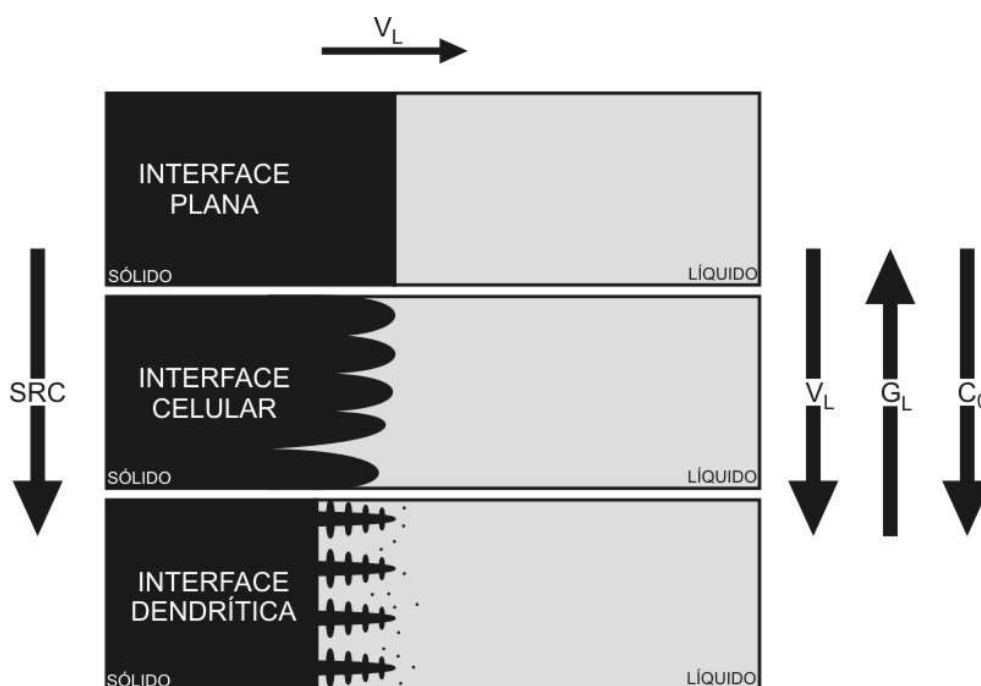 V_L
INTERFACE
PLANA
SÓLIDO
LÍQUIDO
INTERFACE
CELULAR
SÓLIDO
LÍQUIDO
SRC
V_L
G_L
INTERFACE
DENDRÍTICA
SÓLIDO
LÍQUIDO